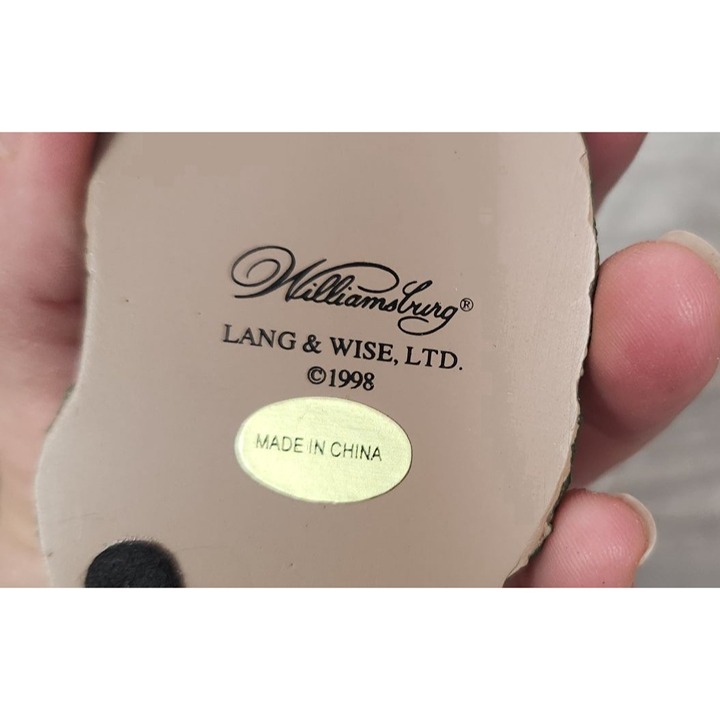 Williamsburg®
LANG & WISE, LTD.
©1998
MADE IN CHINA